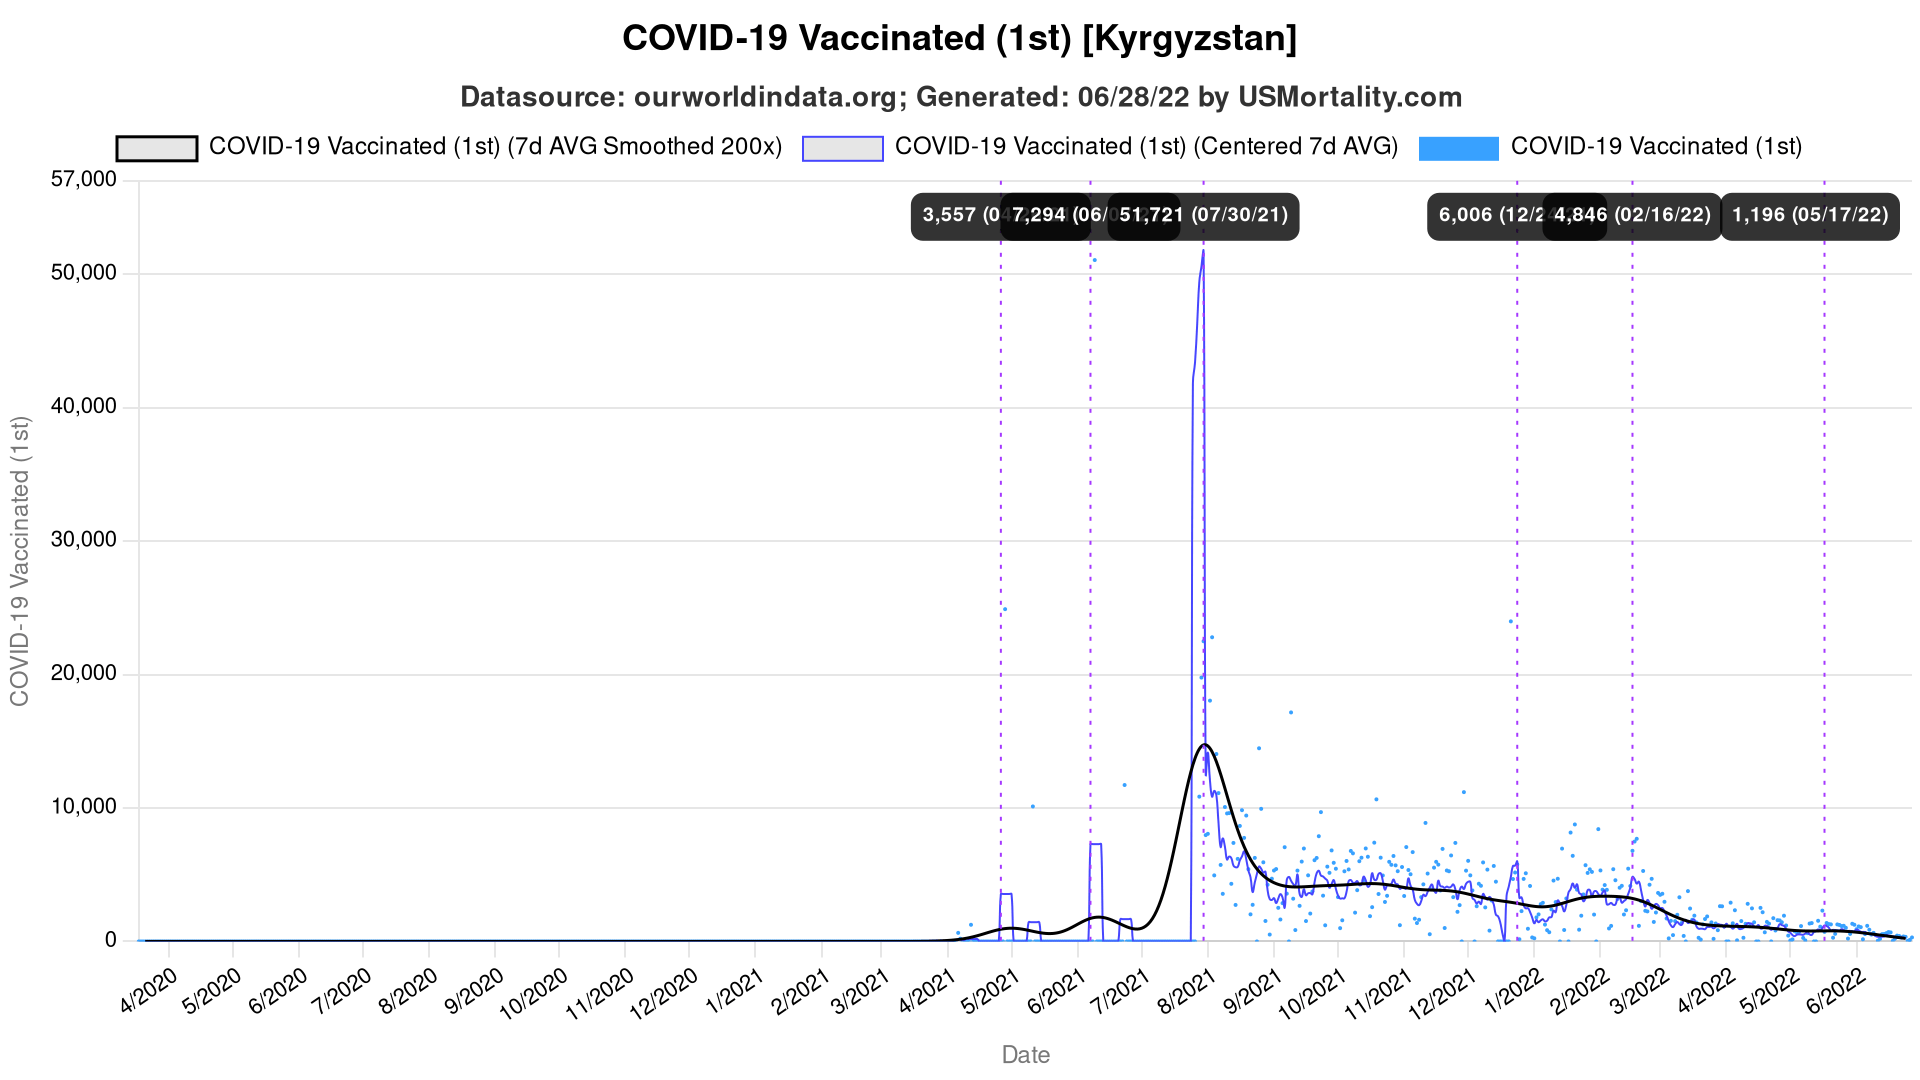 COVID-19 Vaccinated (1st) [Kyrgyzstan]
Datasource: ourworldindata.org; Generated: 06/28/22 by USMortality.com
COVID-19 Vaccinated (1st) (7d AVG Smoothed 200x) COVID-19 Vaccinated (1st) (Centered 7d AVG) COVID-19 Vaccinated (1st)
57,000
50,000
40,000
30,000
20,000
10,000
0
COVID-19 Vaccinated (1st)
3,557 7,294 51,721 (07/30/21) 6,006 4,846 (02/16/22) 1,196 (05/17/22)
4/2020 5/2020 6/2020 7/2020 8/2020 9/2020 10/2020 11/2020 12/2020 1/2021 2/2021 3/2021 4/2021 5/2021 6/2021 7/2021 8/2021 9/2021 10/2021 11/2021 12/2021 1/2022 2/2022 3/2022 4/2022 5/2022 6/2022
Date